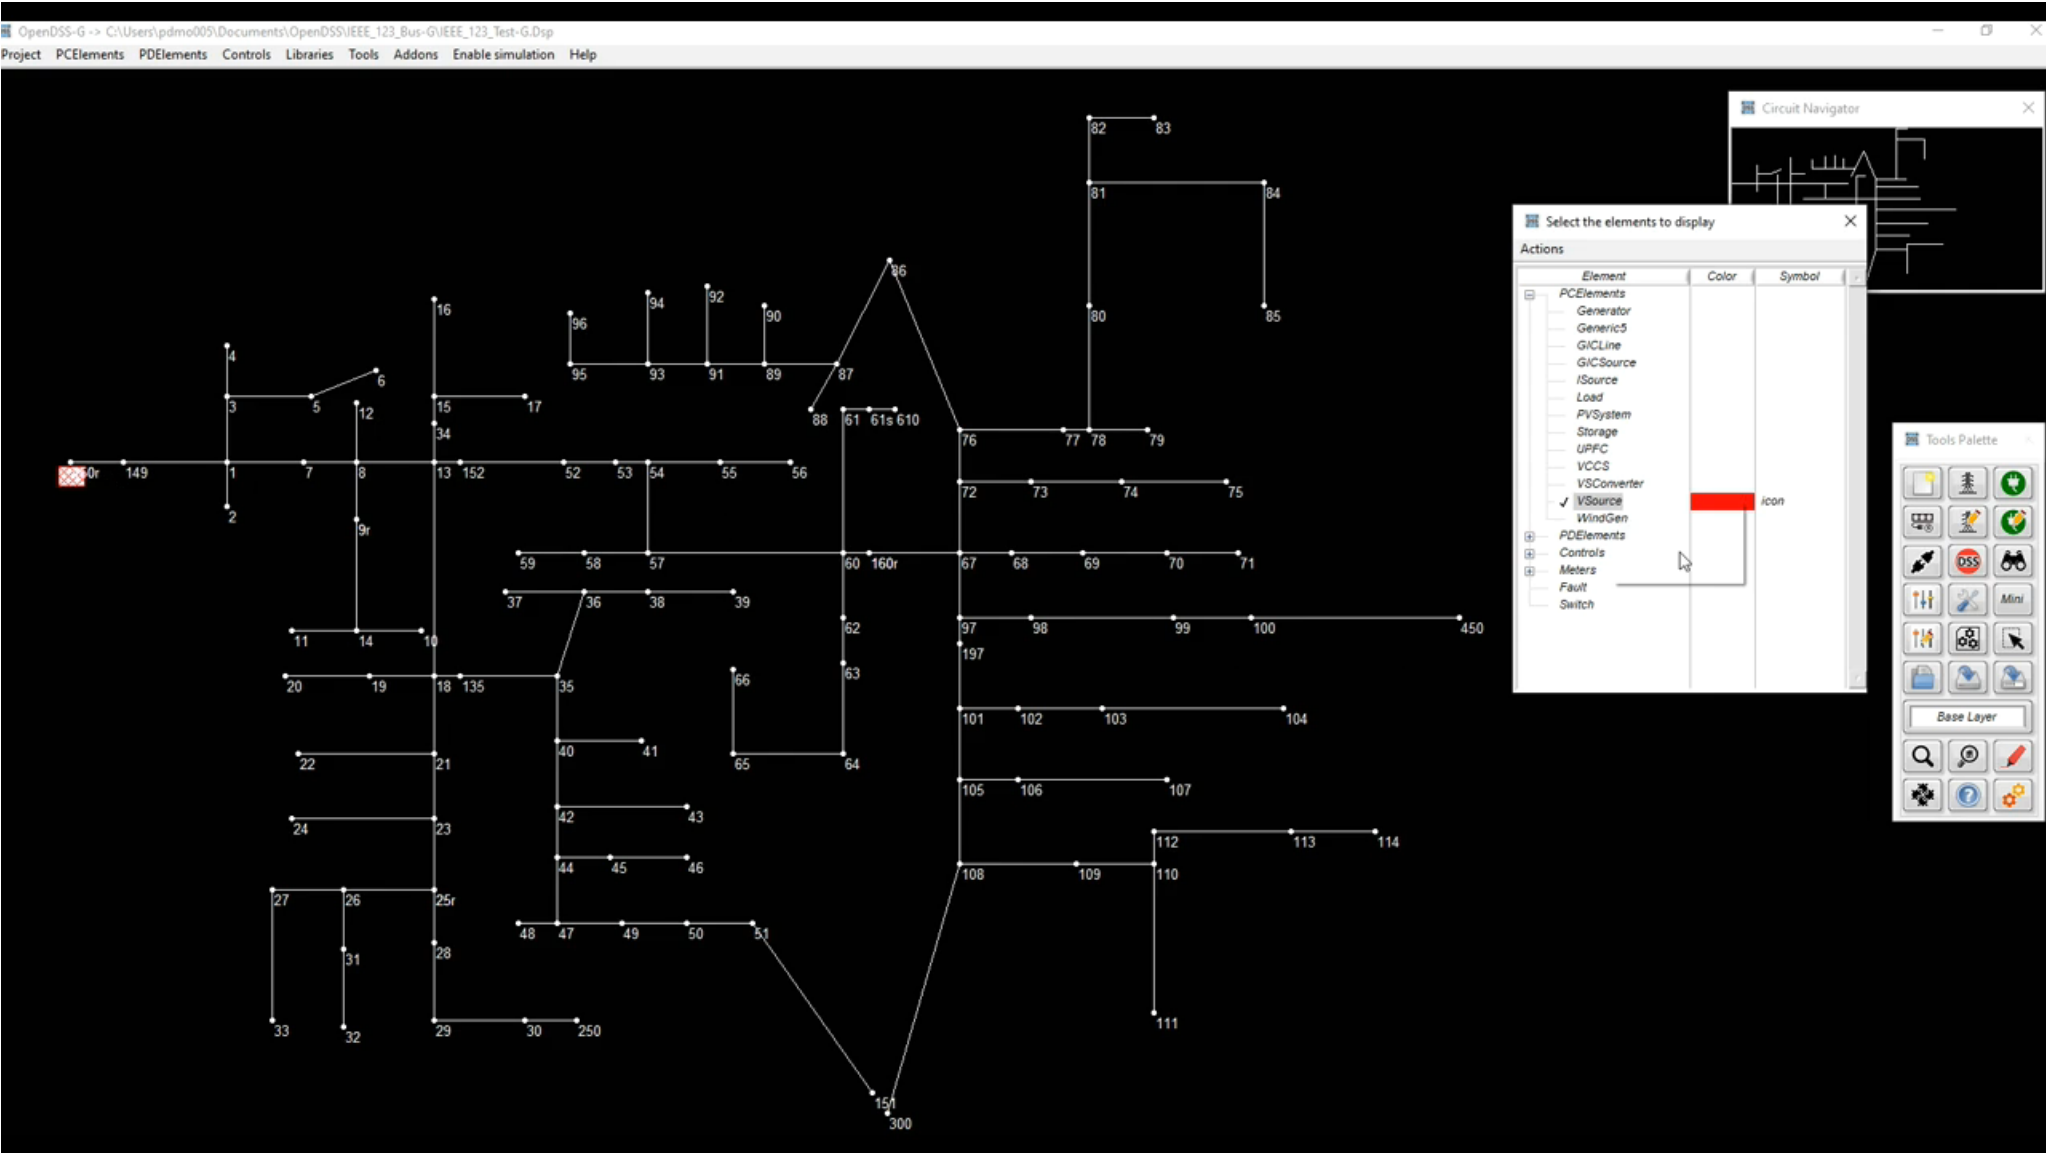 OpenDSS-G -> C:\Users\pdmo005\Documents\OpenDSS\IEEE_123_Bus-G\IEEE_123_Test-G.Dsp
Project PCElements PDElements Controls Libraries Tools Addons Enable simulation Help
82 83
81 84
86
16 94 92 90 80 85
96
4
6 95 93 91 89 87
3 5 12 15 17
88 61 61s 610
34 76 77 78 79
0r 149 1 7 8 13 152 52 53 54 55 56
72 73 74 75
2
9r
59 58 57 60 160r 67 68 69 70 71
37 36 38 39
11 14 10 62 97 98 99 100 450
197
20 19 18 135 35 66 63
101 102 103 104
40 41
22 21 65 64
105 106 107
24 23 42 43
112 113 114
44 45 46 108 109 110
27 26 25r
48 47 49 50 51
31 28
33 32 29 30 250 111
151
300
Circuit Navigator
Select the elements to display
Actions
Element Color Symbol
PCElements
Generator
Generic5
GICLine
GICSource
ISource
Load
PVSystem
Storage
UPFC
VCCS
VSConverter
VSource icon
WindGen
PDElements
Controls
Meters
Fault
Switch
Tools Palette
DSS
Mini
Base Layer